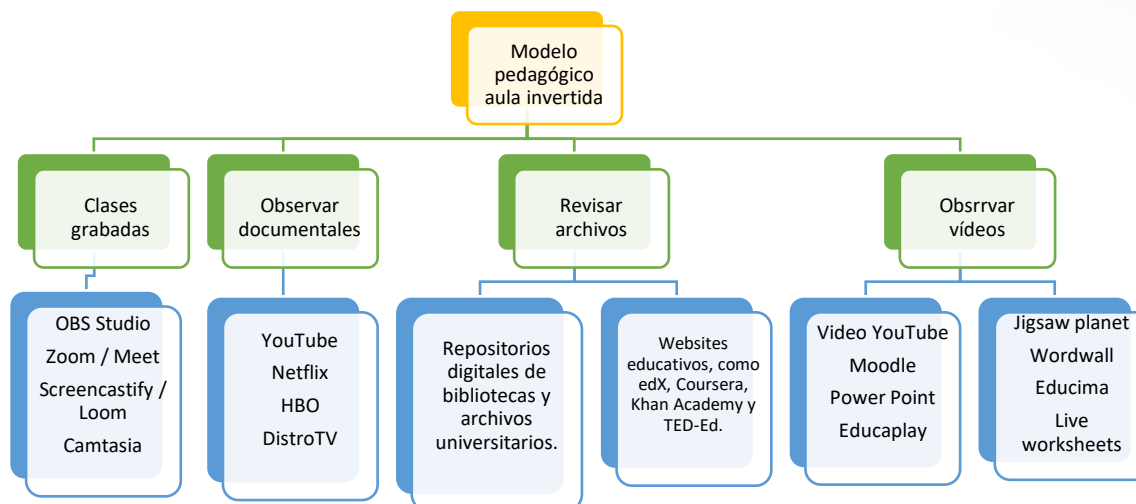 Modelo
pedagógico
aula invertida
Clases
grabadas
Observar
documentales
Revisar
archivos
Obsrrvar
vídeos
OBS Studio
Zoom / Meet
Screencastify /
Loom
Camtasia
YouTube
Netflix
HBO
DistroTV
Repositorios
digitales de
bibliotecas y
archivos
universitarios.
Websites
educativos, como
edX, Coursera,
Khan Academy y
TED-Ed.
Video YouTube
Moodle
Power Point
Educaplay
Jigsaw planet
Wordwall
Educima
Live
worksheets